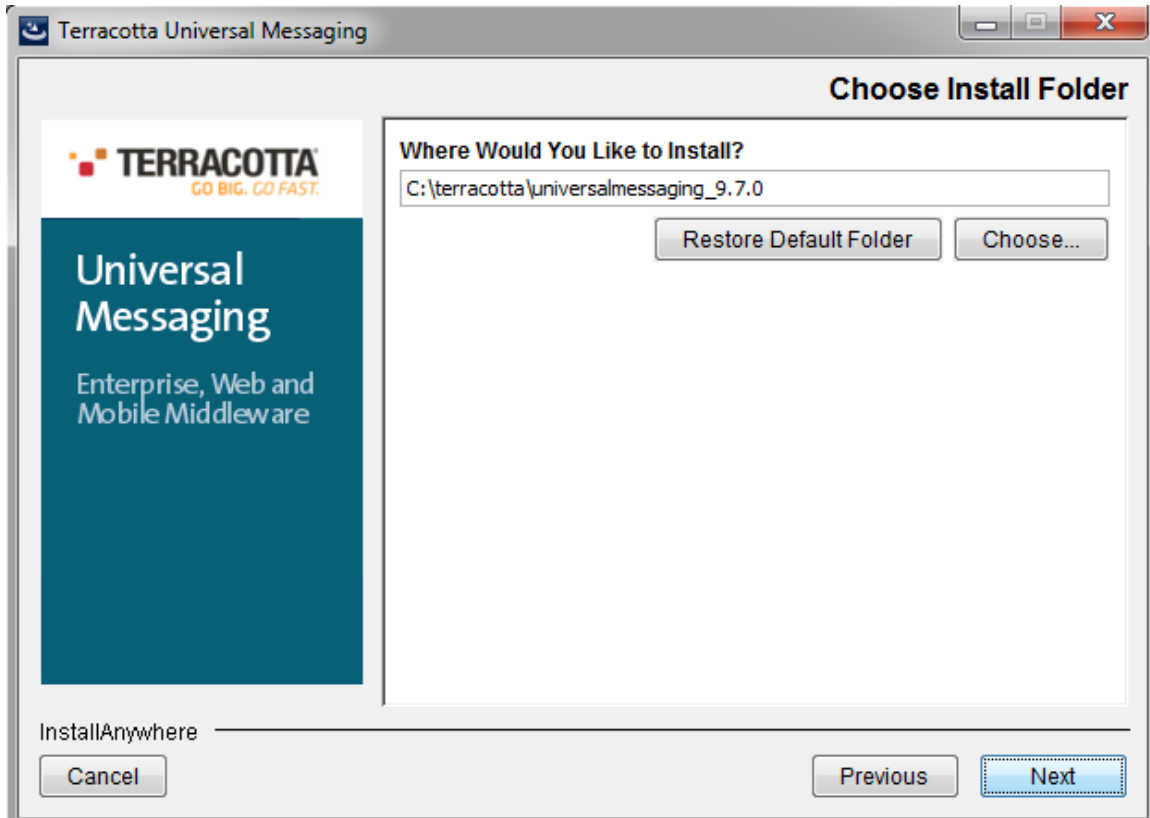 Terracotta Universal Messaging
Choose Install Folder
TERRACOTTA
GO BIG. GO FAST.
Universal
Messaging
Enterprise, Web and
Mobile Middleware
Where Would You Like to Install?
C:\terracotta\universalmessaging_9.7.0
Restore Default Folder
Choose...
InstallAnywhere
Cancel
Previous
Next